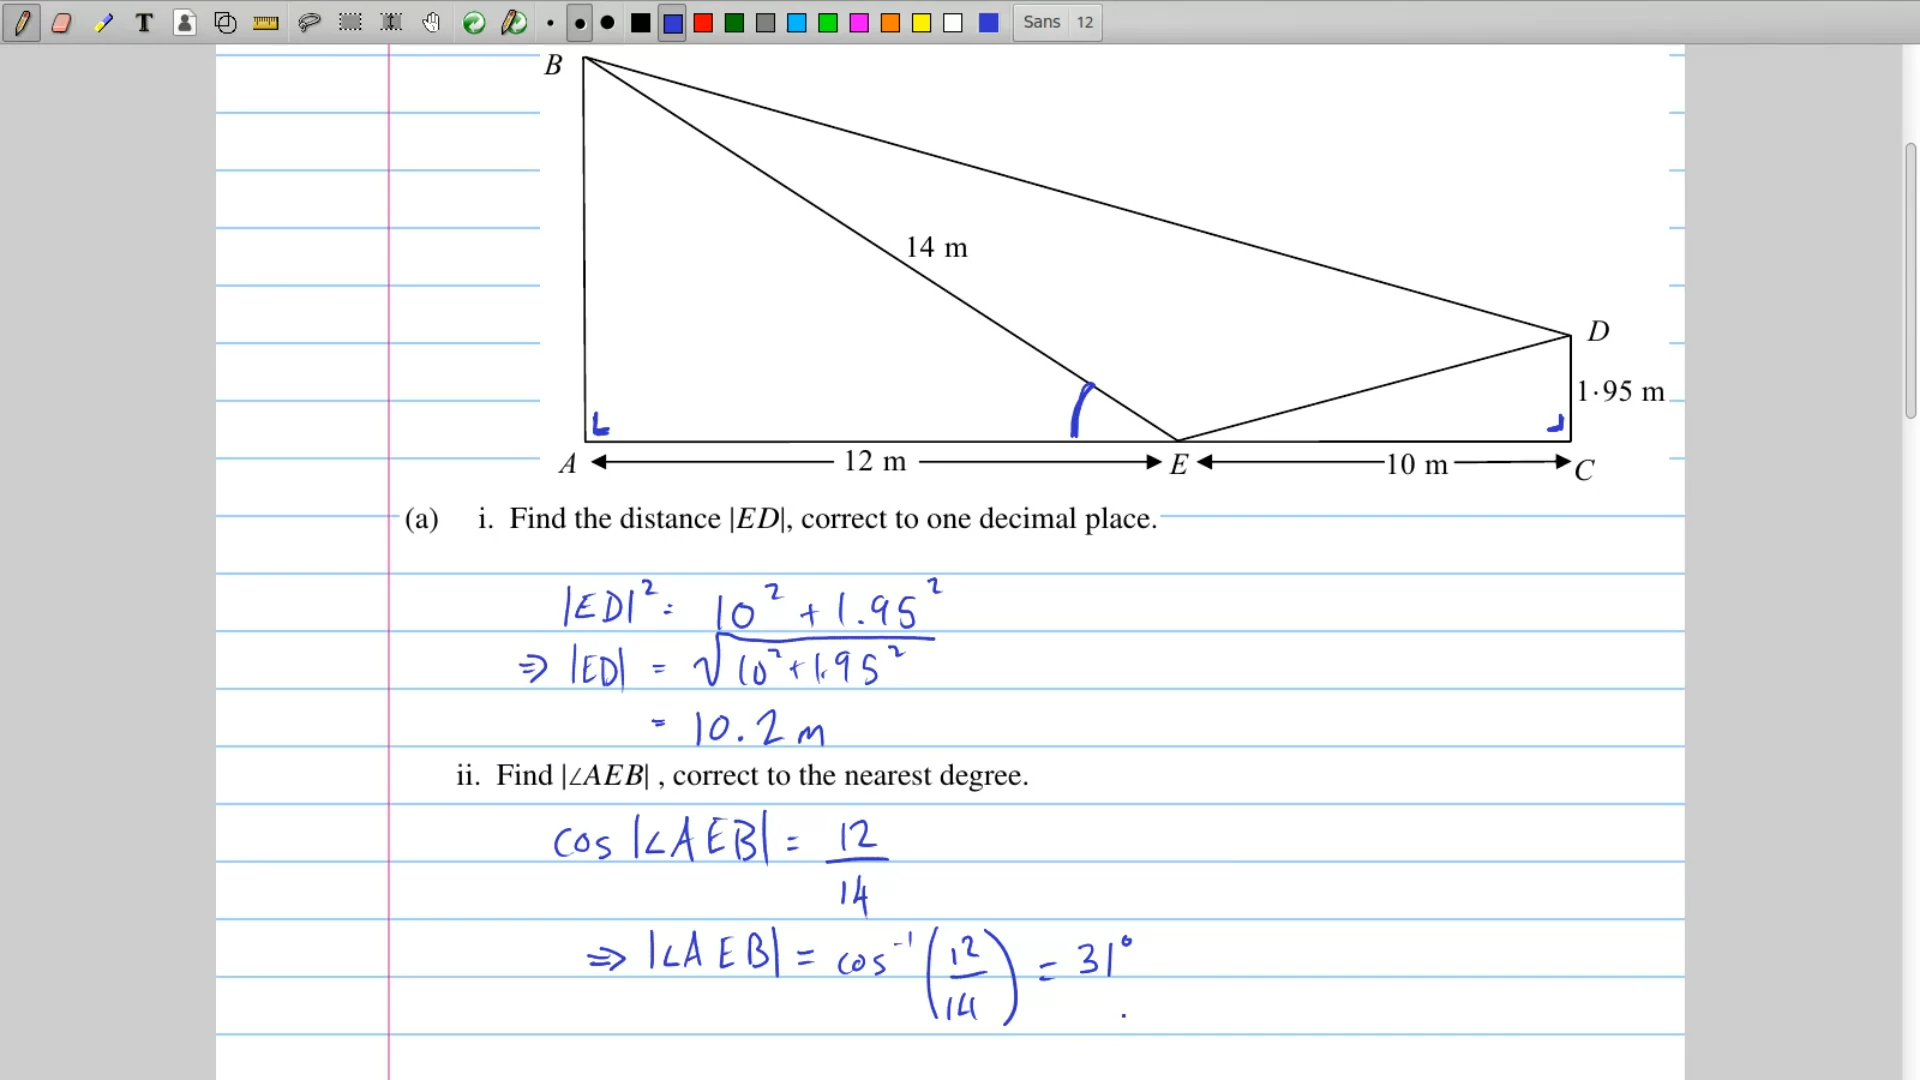 T Sans 12
B
14 m
D
1·95 m
A 12 m E 10 m C
(a) i. Find the distance |ED|, correct to one decimal place.
|ED|² = 10² + 1.95²
⇒ |ED| = √10² + 1.95²
= 10.2 m
ii. Find |∠AEB| , correct to the nearest degree.
cos |∠AEB| = 12
14
⇒ |∠AEB| = cos⁻¹ (12/14) = 31°